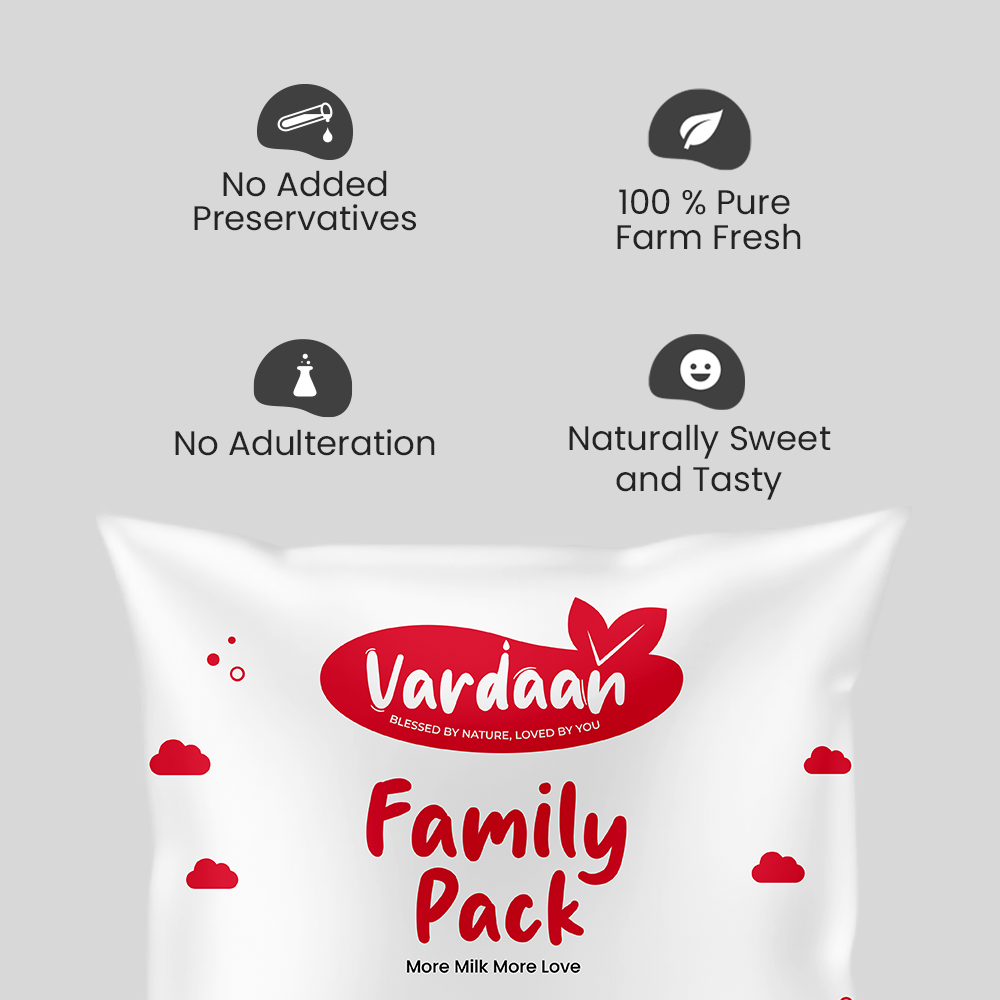 No Added
Preservatives
100 % Pure
Farm Fresh
No Adulteration
Naturally Sweet
and Tasty
Vardaan
BLESSED BY NATURE, LOVED BY YOU
Family
Pack
More Milk More Love